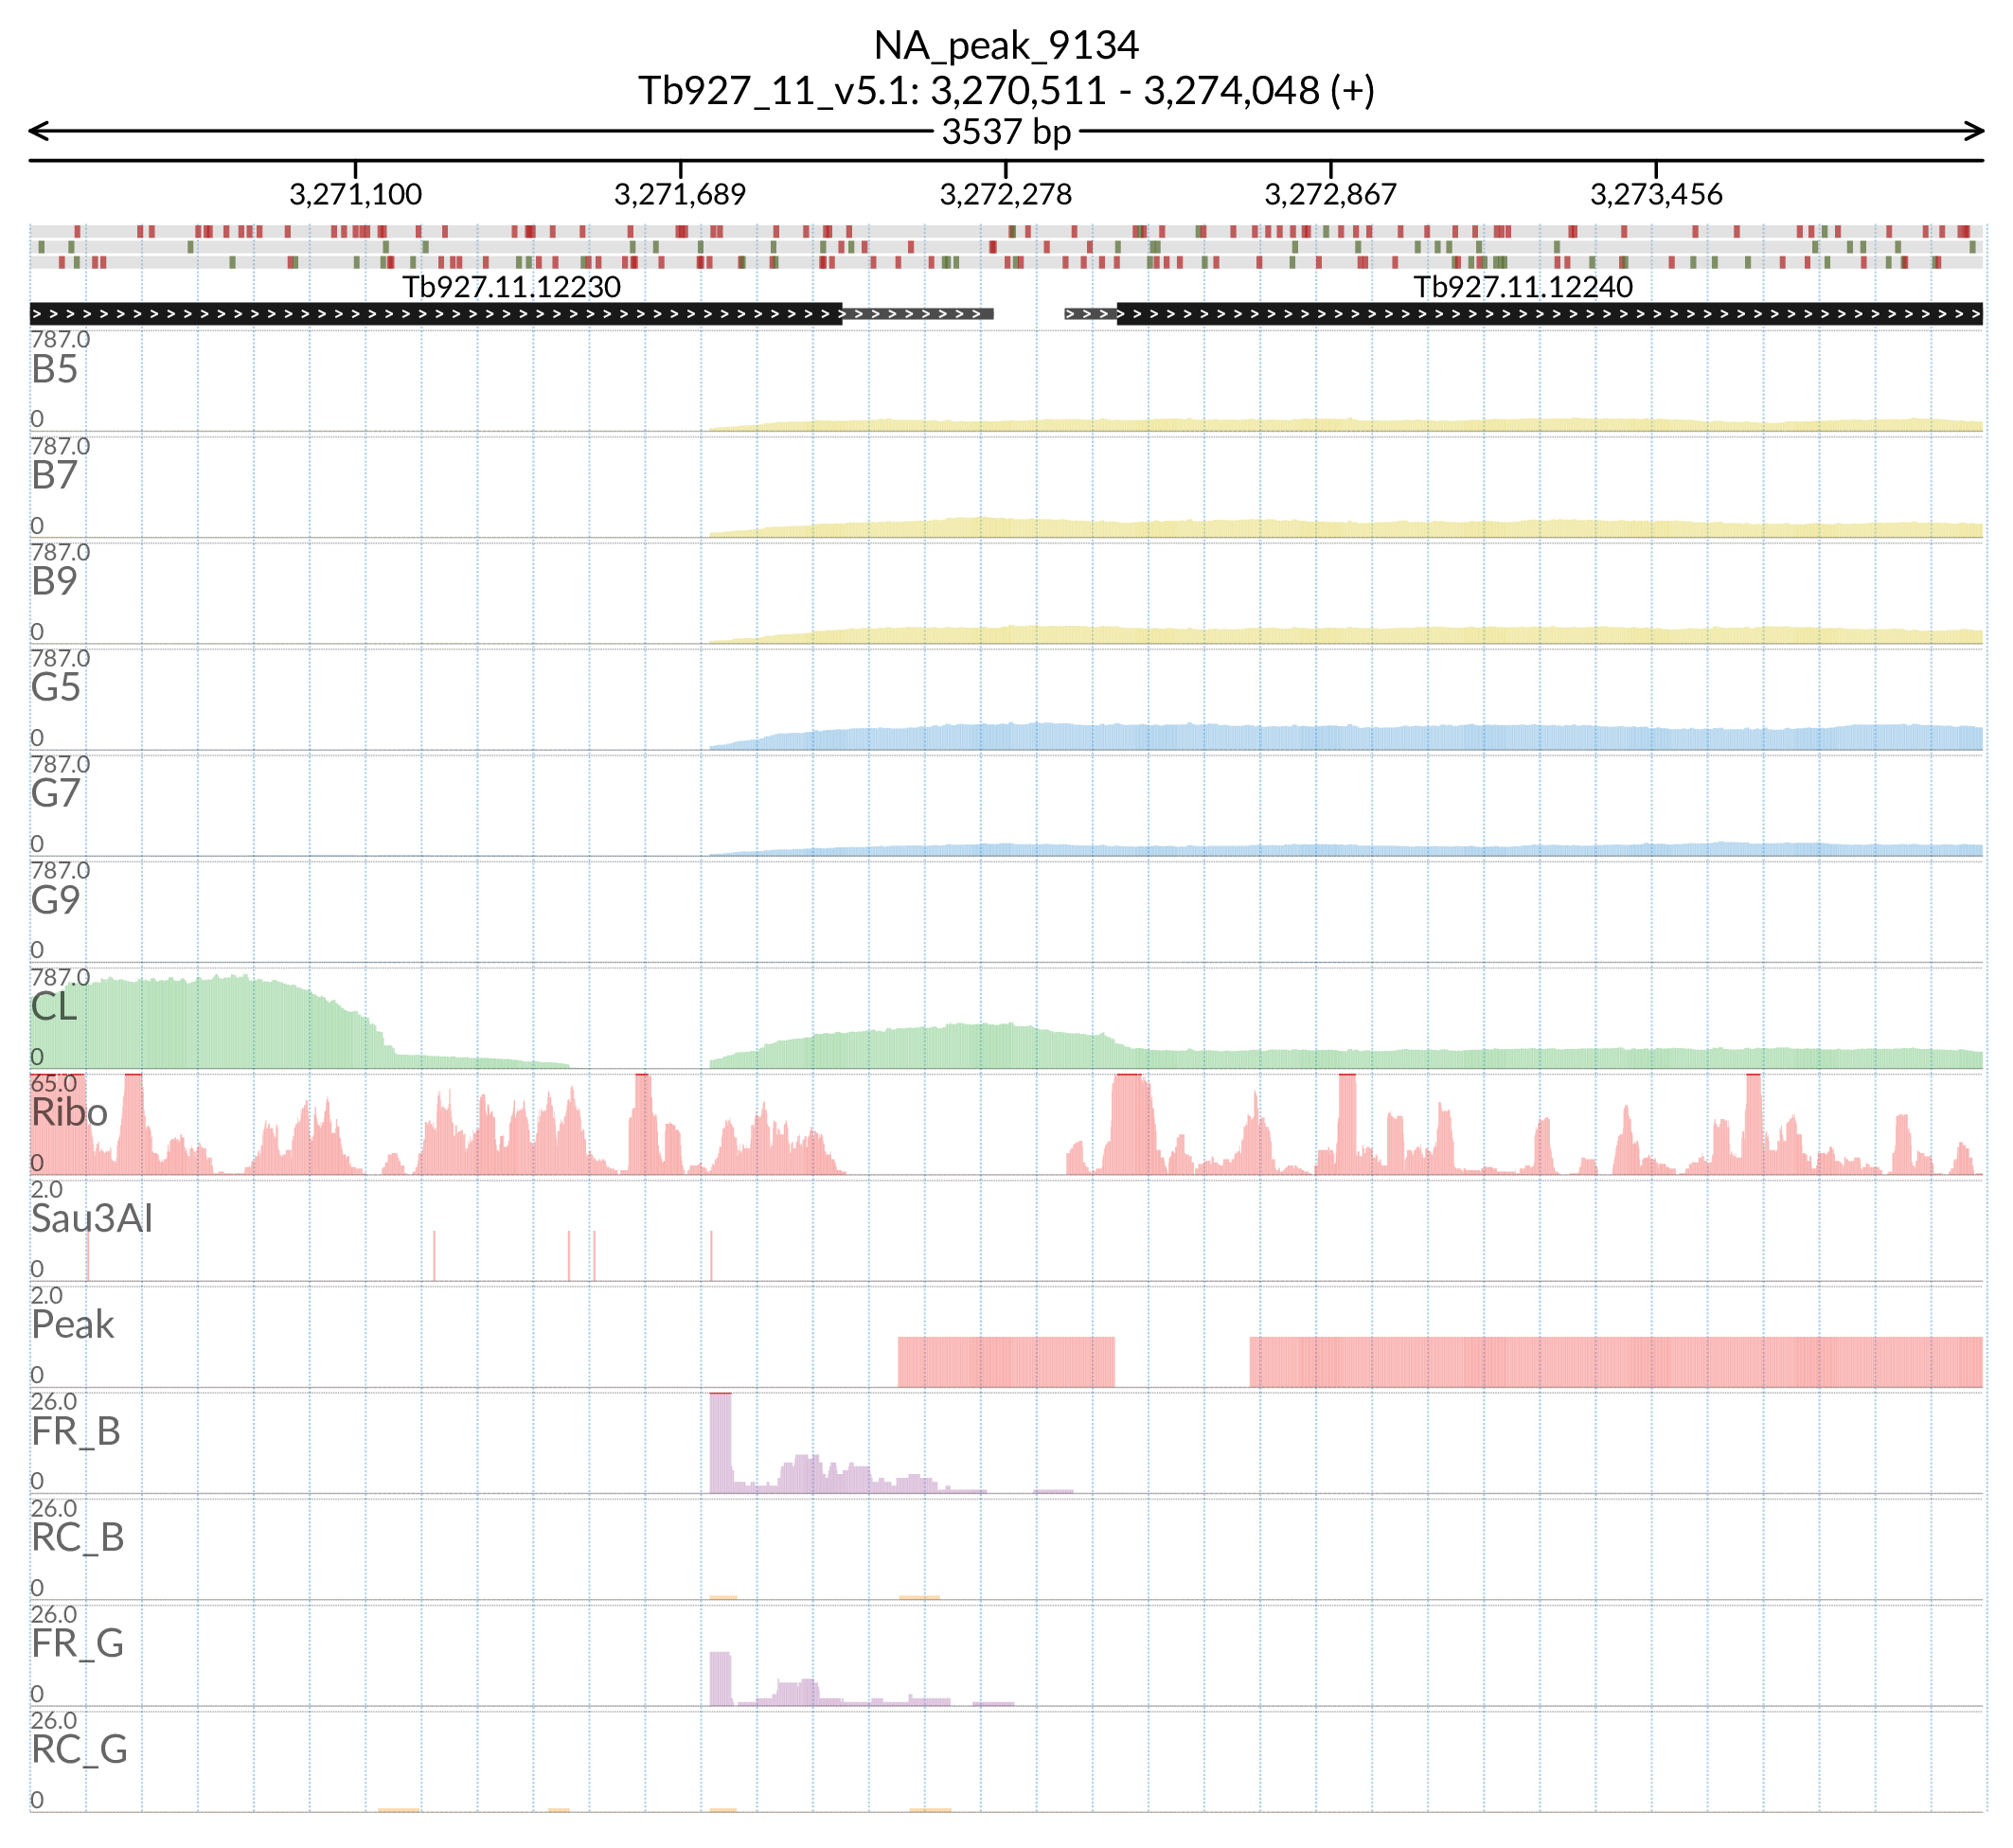 NA_peak_9134
Tb927_11_v5.1: 3,270,511 - 3,274,048 (+)
3537 bp
3,271,100 3,271,689 3,272,278 3,272,867 3,273,456
Tb927.11.12230 Tb927.11.12240
787.0
B5
0
787.0
B7
0
787.0
B9
0
787.0
G5
0
787.0
G7
0
787.0
G9
0
787.0
CL
0
65.0
Ribo
0
2.0
Sau3AI
0
2.0
Peak
0
26.0
FR_B
0
26.0
RC_B
0
26.0
FR_G
0
26.0
RC_G
0